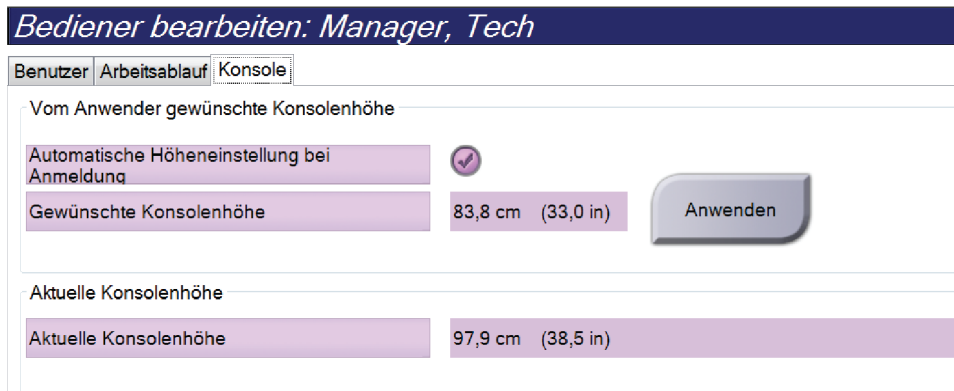 Bediener bearbeiten: Manager, Tech
Benutzer Arbeitsablauf Konsole
Vom Anwender gewünschte Konsolenhöhe
Automatische Höheneinstellung bei
Anmeldung
Gewünschte Konsolenhöhe 83,8 cm (33,0 in) Anwenden
Aktuelle Konsolenhöhe
Aktuelle Konsolenhöhe 97,9 cm (38,5 in)